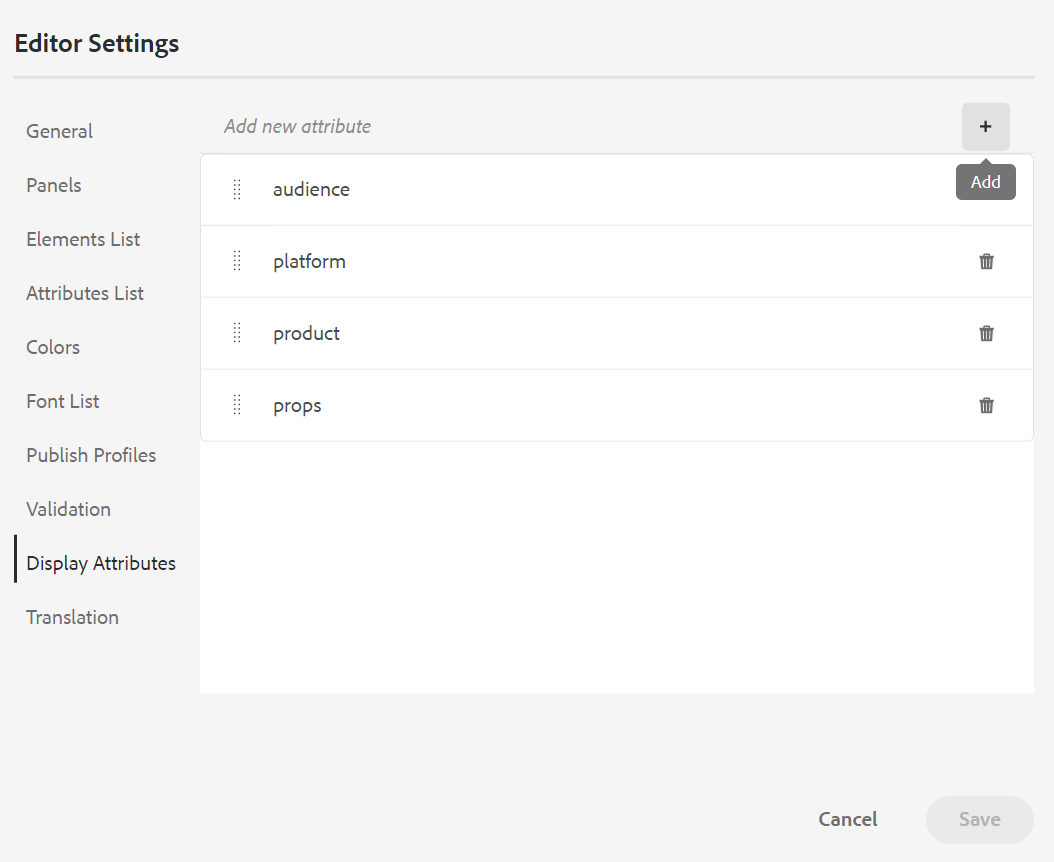 Editor Settings
General
Panels
Elements List
Attributes List
Colors
Font List
Publish Profiles
Validation
Display Attributes
Translation
Add new attribute
+
Add
audience
platform
product
props
Cancel
Save